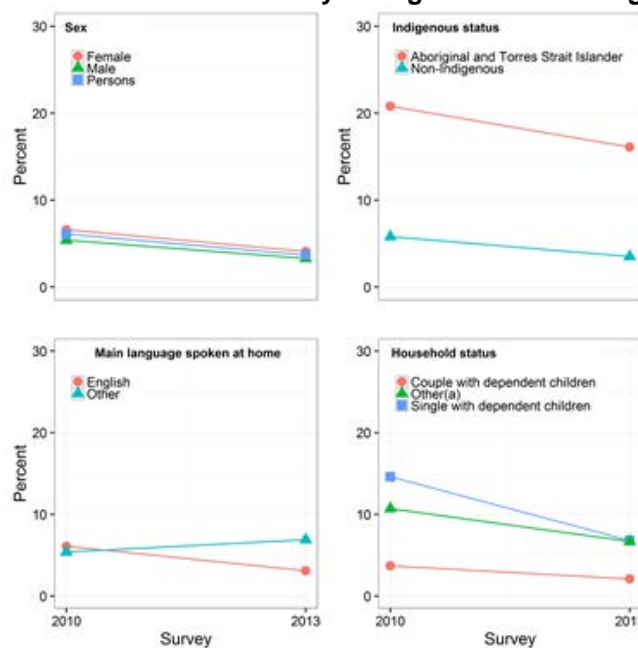 Sex
Female
Male
Persons
30
20
10
0
Percent
Indigenous status
Aboriginal and Torres Strait Islander
Non-Indigenous
30
20
10
0
Percent
Main language spoken at home
English
Other
30
20
10
0
Percent
2010
2013
Survey
Household status
Couple with dependent children
Other(a)
Single with dependent children
30
20
10
0
2010
Survey